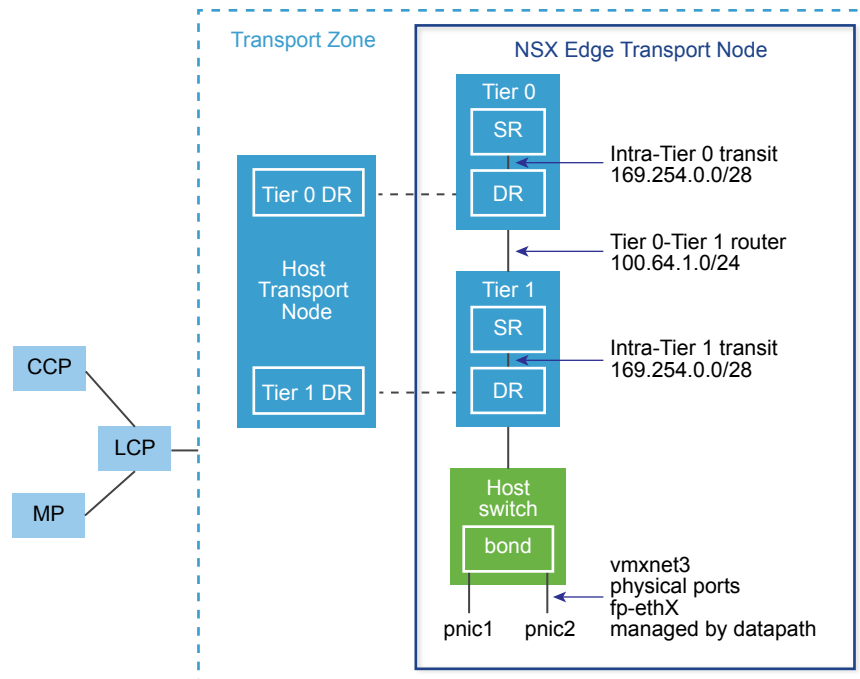 Transport Zone
NSX Edge Transport Node
Tier 0
SR
Intra-Tier 0 transit
169.254.0.0/28
Tier 0 DR
DR
Tier 0-Tier 1 router
100.64.1.0/24
Host
Transport
Node
Tier 1
SR
Intra-Tier 1 transit
169.254.0.0/28
CCP
Tier 1 DR
DR
LCP
MP
Host
switch
bond
vmxnet3
physical ports
fp-ethX
managed by datapath
pnic1
pnic2